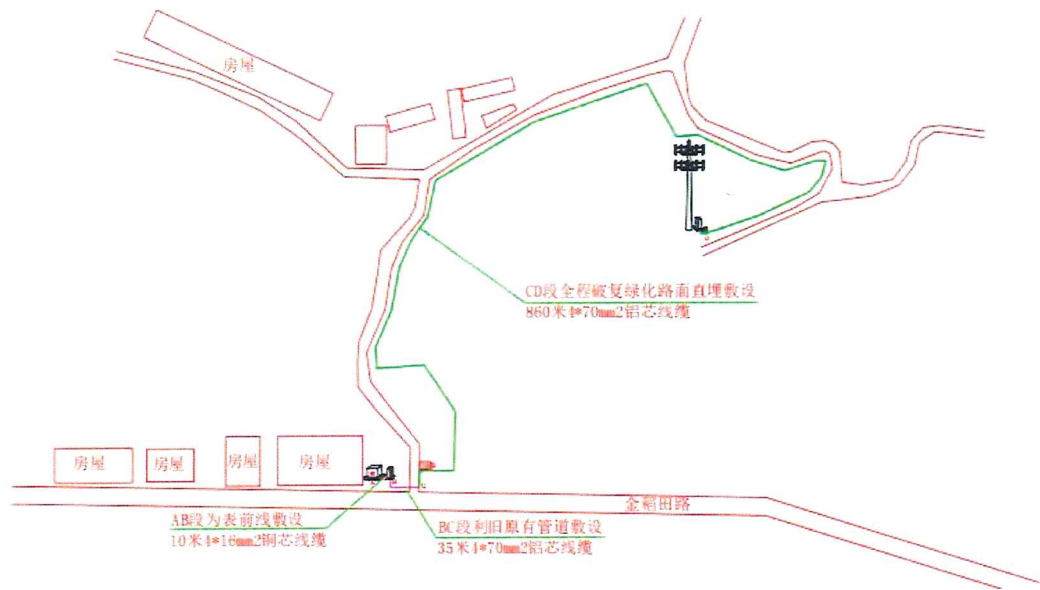 房屋
CD段全程破复绿化路面直埋敷设
860米4*70mm2铝芯线缆
房屋
房屋
房屋
房屋
金稻田路
AB段为表前线敷设
10米4*16mm2铜芯线缆
BC段利旧原有管道敷设
35米4*70mm2铝芯线缆